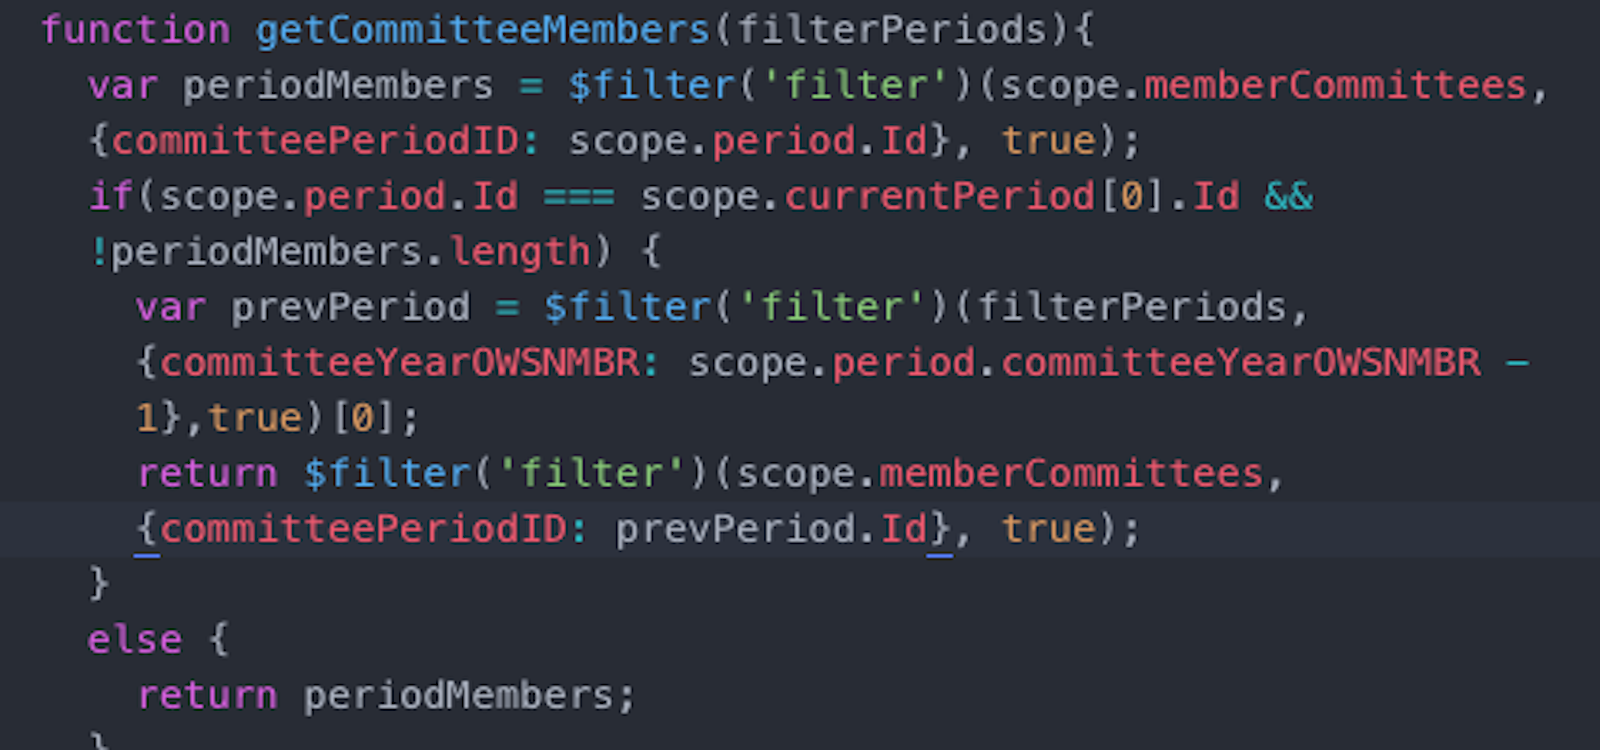 function getCommitteeMembers(filterPeriods){
var periodMembers = $filter('filter')(scope.memberCommittees,
{committeePeriodID: scope.period.Id}, true);
if(scope.period.Id === scope.currentPeriod[0].Id &&
!periodMembers.length) {
var prevPeriod = $filter('filter')(filterPeriods,
{committeeYearOWSNMBR: scope.period.committeeYearOWSNMBR −
1},true)[0];
return $filter('filter')(scope.memberCommittees,
{committeePeriodID: prevPeriod.Id}, true);
}
else {
return periodMembers;
}